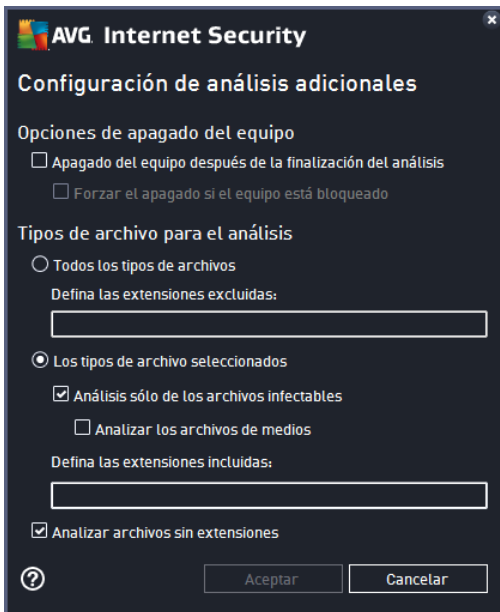 AVG Internet Security
Configuración de análisis adicionales
Opciones de apagado del equipo
Apagado del equipo después de la finalización del análisis
Forzar el apagado si el equipo está bloqueado
Tipos de archivo para el análisis
Todos los tipos de archivos
Defina las extensiones excluidas:
Los tipos de archivo seleccionados
Análisis sólo de los archivos infectables
Analizar los archivos de medios
Defina las extensiones incluidas:
Analizar archivos sin extensiones
Aceptar
Cancelar